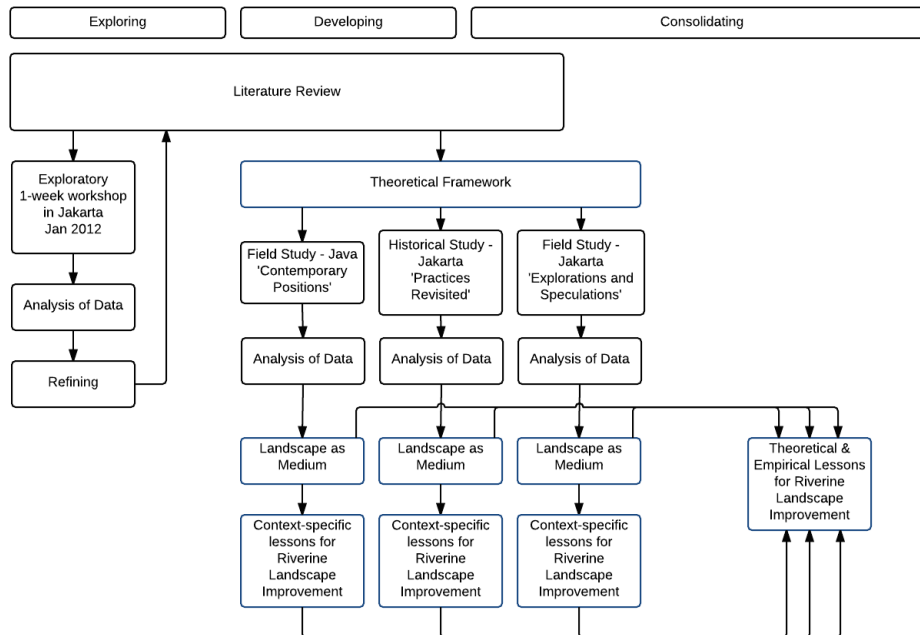 Exploring
Developing
Consolidating
Literature Review
Exploratory
1-week workshop
in Jakarta
Jan 2012
Theoretical Framework
Field Study - Java
'Contemporary
Positions'
Historical Study -
Jakarta
'Practices
Revisited'
Field Study -
Jakarta
'Explorations and
Speculations'
Analysis of Data
Analysis of Data
Analysis of Data
Analysis of Data
Refining
Landscape as
Medium
Landscape as
Medium
Landscape as
Medium
Theoretical &
Empirical Lessons
for Riverine
Landscape
Improvement
Context-specific
lessons for
Riverine
Landscape
Improvement
Context-specific
lessons for
Riverine
Landscape
Improvement
Context-specific
lessons for
Riverine
Landscape
Improvement